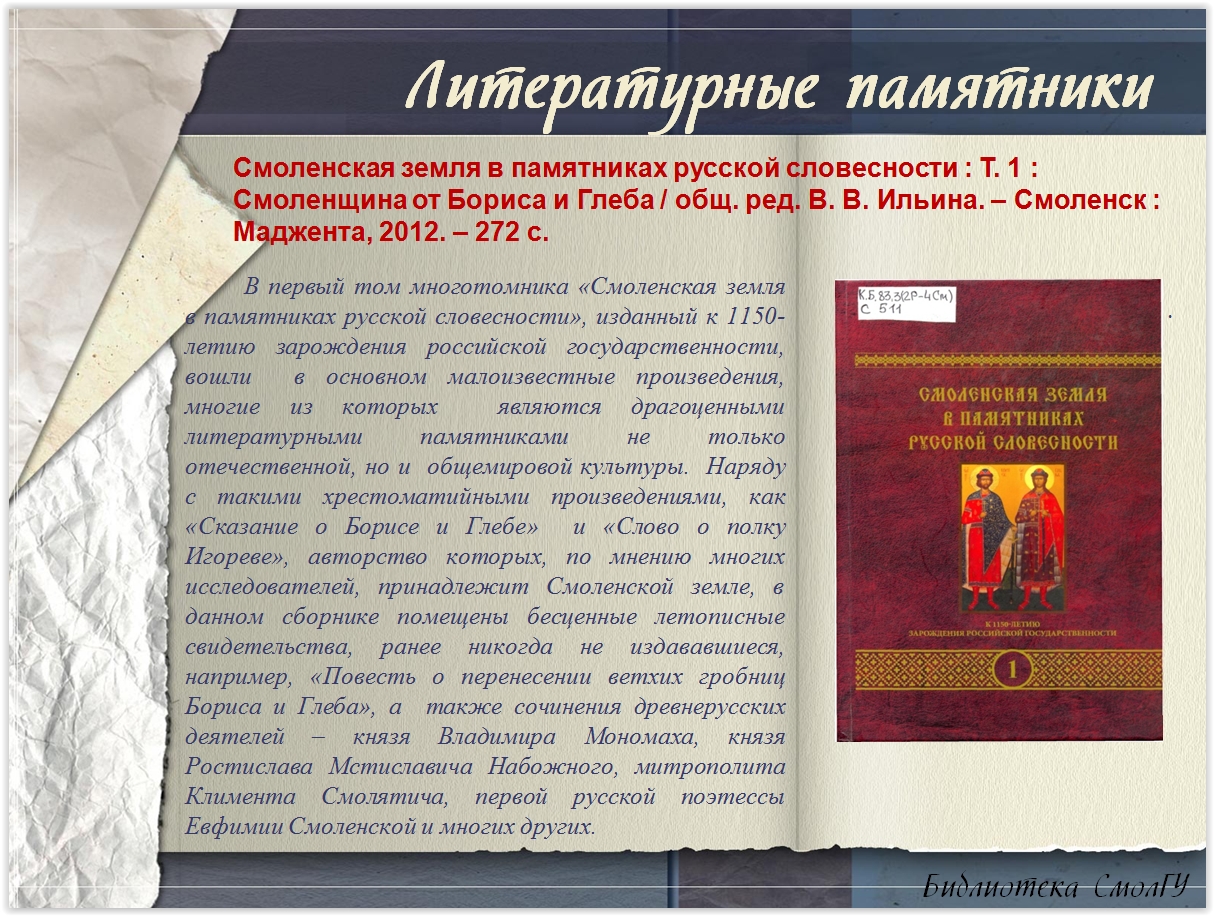 Литературные памятники
Смоленская земля в памятниках русской словесности : Т. 1 :
Смоленщина от Бориса и Глеба / общ. ред. В. В. Ильина. – Смоленск :
Маджента, 2012. – 272 с.
В первый том многотомника «Смоленская земля
в памятниках русской словесности», изданный к 1150-
летию зарождения российской государственности,
вошли в основном малоизвестные произведения,
многие из которых являются драгоценными
литературными памятниками не только
отечественной, но и общемировой культуры. Наряду
с такими хрестоматийными произведениями, как
«Сказание о Борисе и Глебе» и «Слово о полку
Игореве», авторство которых, по мнению многих
исследователей, принадлежит Смоленской земле, в
данном сборнике помещены бесценные летописные
свидетельства, ранее никогда не издававшиеся,
например, «Повесть о перенесении ветхих гробниц
Бориса и Глеба», а также сочинения древнерусских
деятелей – князя Владимира Мономаха, князя
Ростислава Мстиславича Набожного, митрополита
Климента Смолятича, первой русской поэтессы
Евфимии Смоленской и многих других.
К.Б.83.3(2Р-4См)
С 511
.
СМОЛЕНСКАЯ ЗЕМЛЯ
В ПАМЯТНИКАХ
РУССКОЙ СЛОВЕСНОСТИ
К 1150-ЛЕТИЮ
ЗАРОЖДЕНИЯ РОССИЙСКОЙ ГОСУДАРСТВЕННОСТИ
1
Библиотека СмолГУ